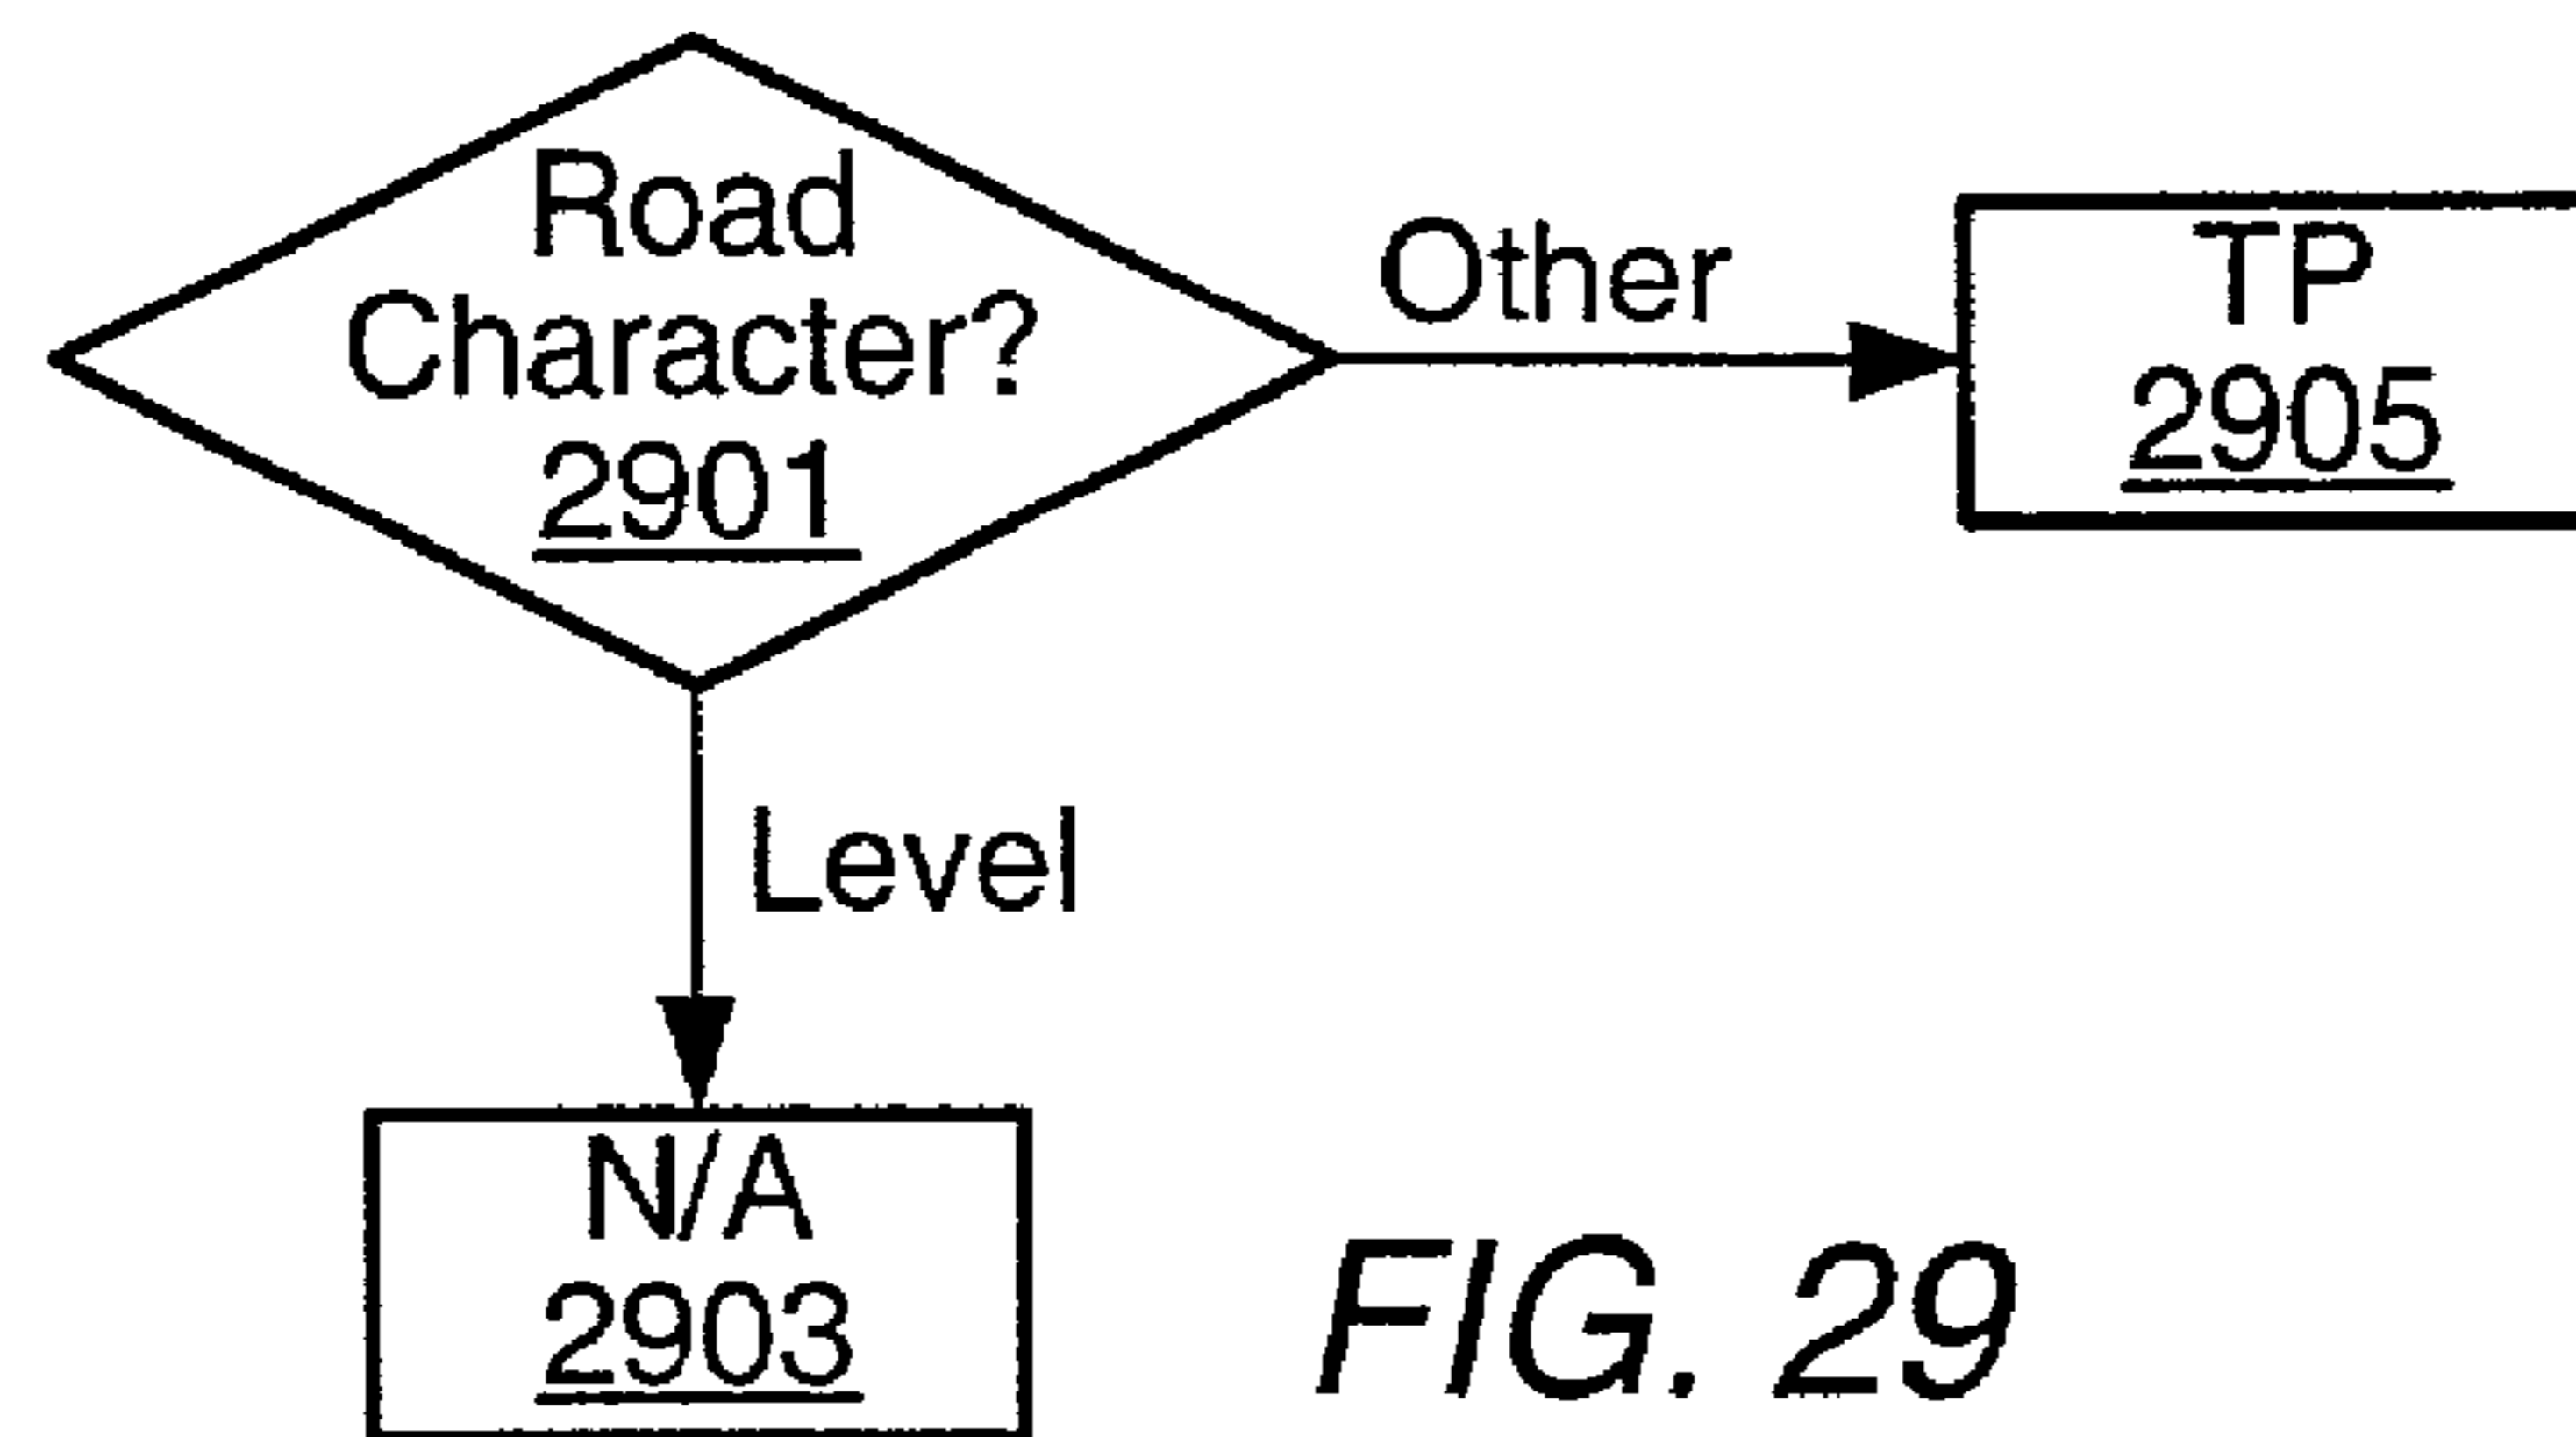 Road
Character?
2901
Other
TP
2905
Level
N/A
2903
FIG. 29